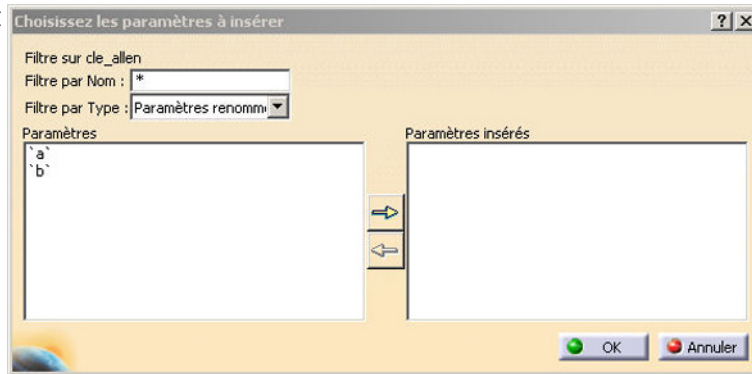 Choisissez les paramètres à insérer
Filtre sur cle_allen
Filtre par Nom : *
Filtre par Type : Paramètres renommé
Paramètres
Paramètres insérés
`a`
`b`
OK
Annuler